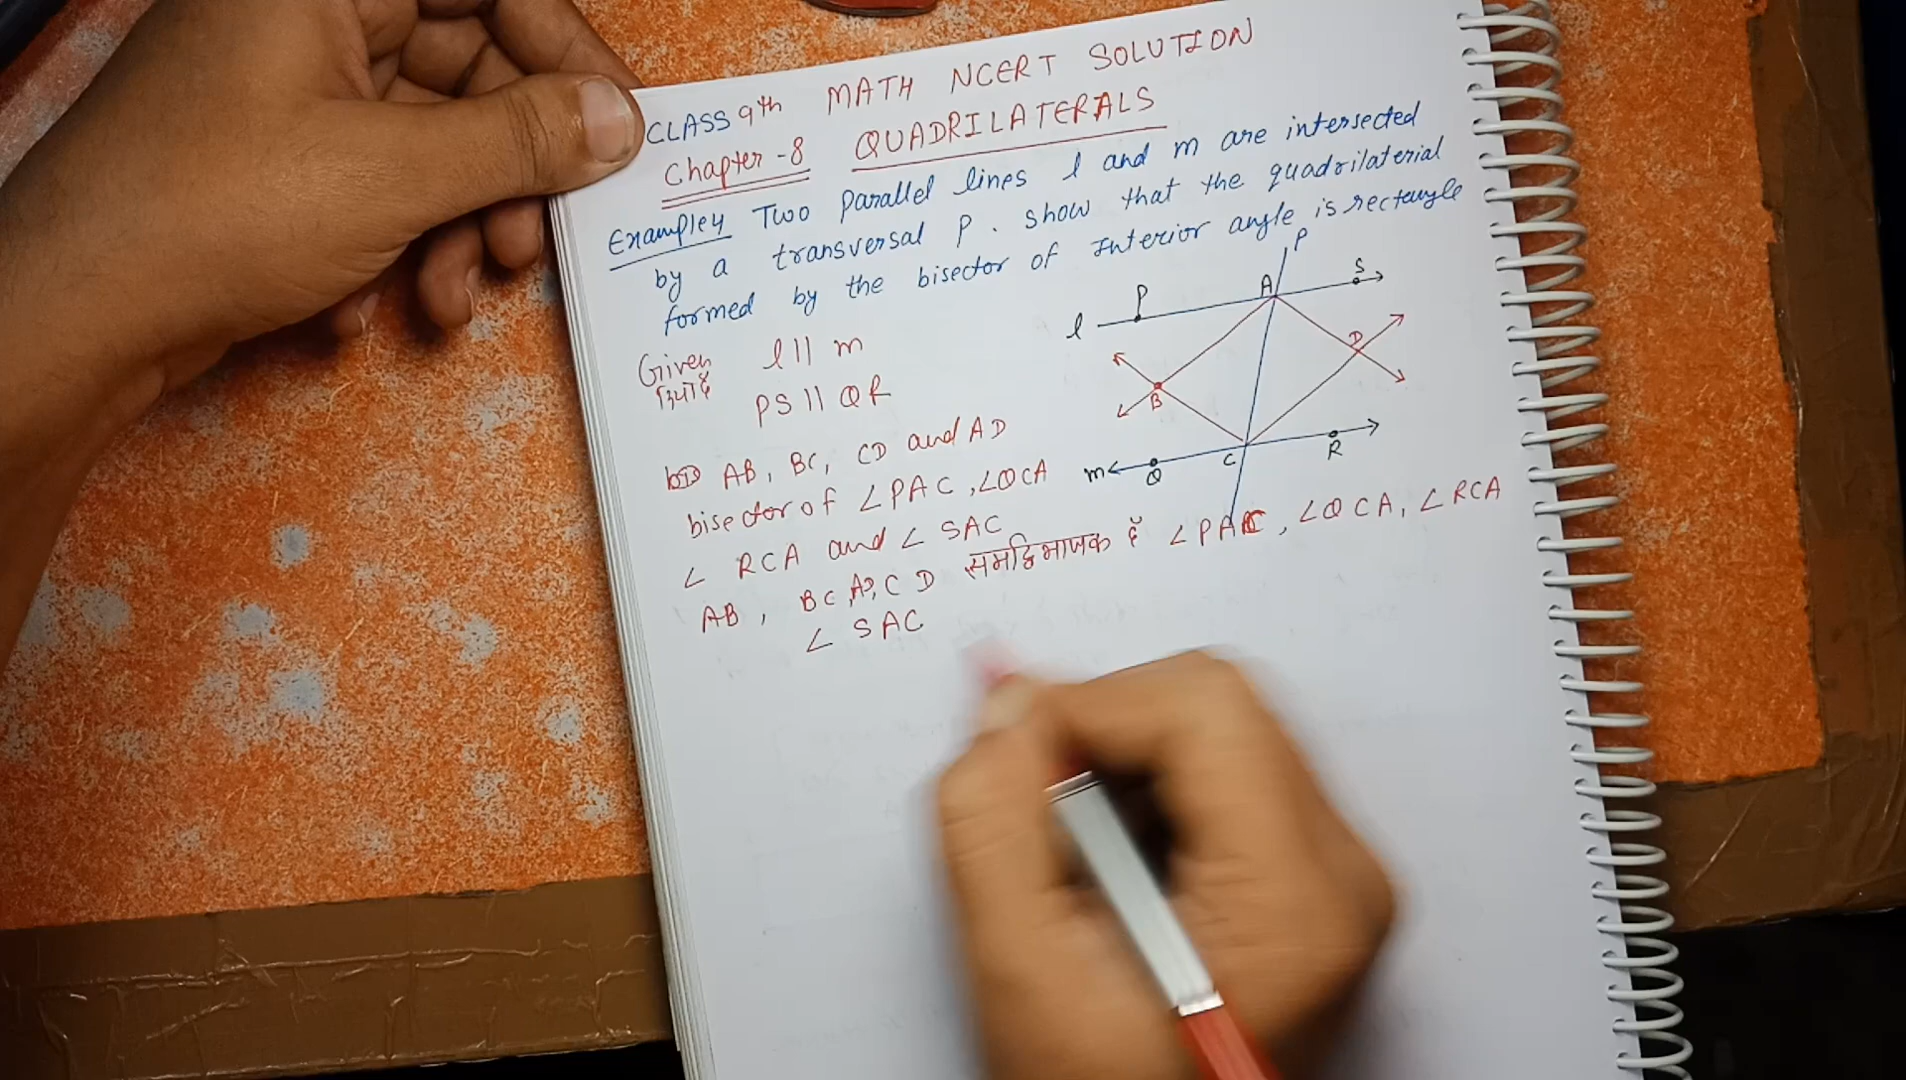 CLASS 9th MATH NCERT SOLUTION
Chapter - 8 QUADRILATERALS
Example 4 Two parallel lines l and m are intersected
by a transversal P. show that the quadrilaterial
formed by the bisector of Interior angle is rectangle
P
S
A
P
l
D
B
R
C
Q
m
Given l || m
दिया है
PS || QR
AB, BC, CD and AD
bisector of ∠PAC, ∠QCA
∠ RCA and ∠ SAC
AB, BC, AD, CD समद्विभाजक हैं ∠PAC, ∠QCA, ∠RCA
∠ SAC